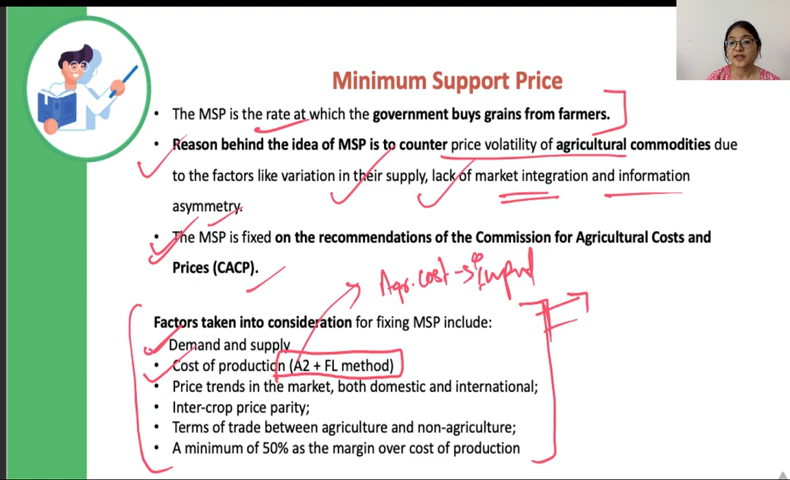 Minimum Support Price
• The MSP is the rate at which the government buys grains from farmers.
• Reason behind the idea of MSP is to counter price volatility of agricultural commodities due
to the factors like variation in their supply, lack of market integration and information
asymmetry.
• The MSP is fixed on the recommendations of the Commission for Agricultural Costs and
Prices (CACP).
Agr. cost
input
Factors taken into consideration for fixing MSP include:
Demand and supply
• Cost of production (A2 + FL method)
• Price trends in the market, both domestic and international;
• Inter-crop price parity;
• Terms of trade between agriculture and non-agriculture;
• A minimum of 50% as the margin over cost of production